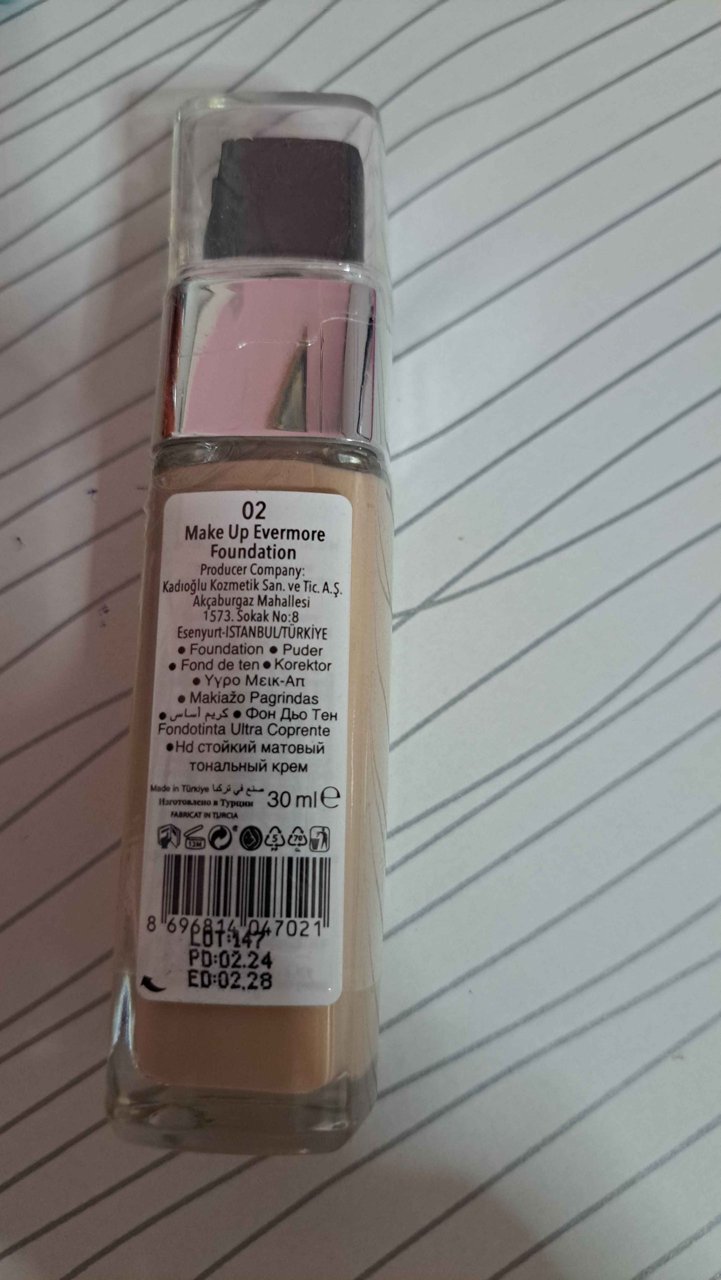 02
Make Up Evermore
Foundation
Producer Company:
Kadıoğlu Kozmetik San. ve Tic. A.Ş.
Akçaburgaz Mahallesi
1573. Sokak No:8
Esenyurt-ISTANBUL/TÜRKİYE
• Foundation • Puder
• Fond de ten • Korektor
• Υγρο Μεικ-Απ
• Makiažo Pagrindas
• كريم أساس • Фон Дьо Тен
Fondotinta Ultra Coprente
•Hd стойкий матовый
тональный крем
Made in Türkiye صنع في تركيا
Изготовлено в Турции
FABRICAT IN TURCIA
30 ml e
12M
5
70
8 696814 047021
LOT:147
PD:02.24
ED:02.28